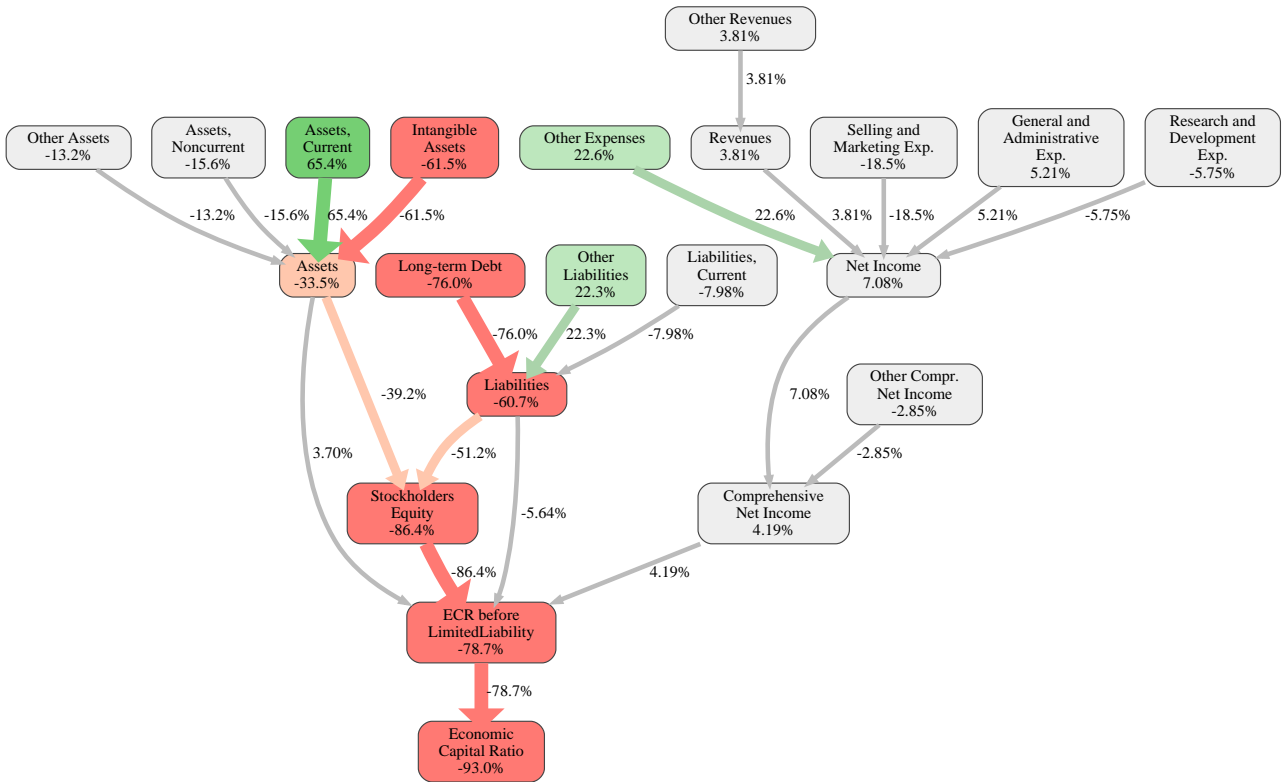 Other Revenues
3.81%
3.81%
Other Assets
-13.2%
Assets,
Noncurrent
-15.6%
Assets,
Current
65.4%
Intangible
Assets
-61.5%
Other Expenses
22.6%
Revenues
3.81%
Selling and
Marketing Exp.
-18.5%
General and
Administrative
Exp.
5.21%
Research and
Development
Exp.
-5.75%
-13.2%
-15.6%
65.4%
-61.5%
22.6%
3.81%
-18.5%
5.21%
-5.75%
Assets
-33.5%
Long-term Debt
-76.0%
Other
Liabilities
22.3%
Liabilities,
Current
-7.98%
Net Income
7.08%
-76.0%
22.3%
-7.98%
Liabilities
-60.7%
-39.2%
7.08%
Other Compr.
Net Income
-2.85%
3.70%
-51.2%
-2.85%
Stockholders
Equity
-86.4%
-5.64%
Comprehensive
Net Income
4.19%
-86.4%
4.19%
ECR before
LimitedLiability
-78.7%
-78.7%
Economic
Capital Ratio
-93.0%